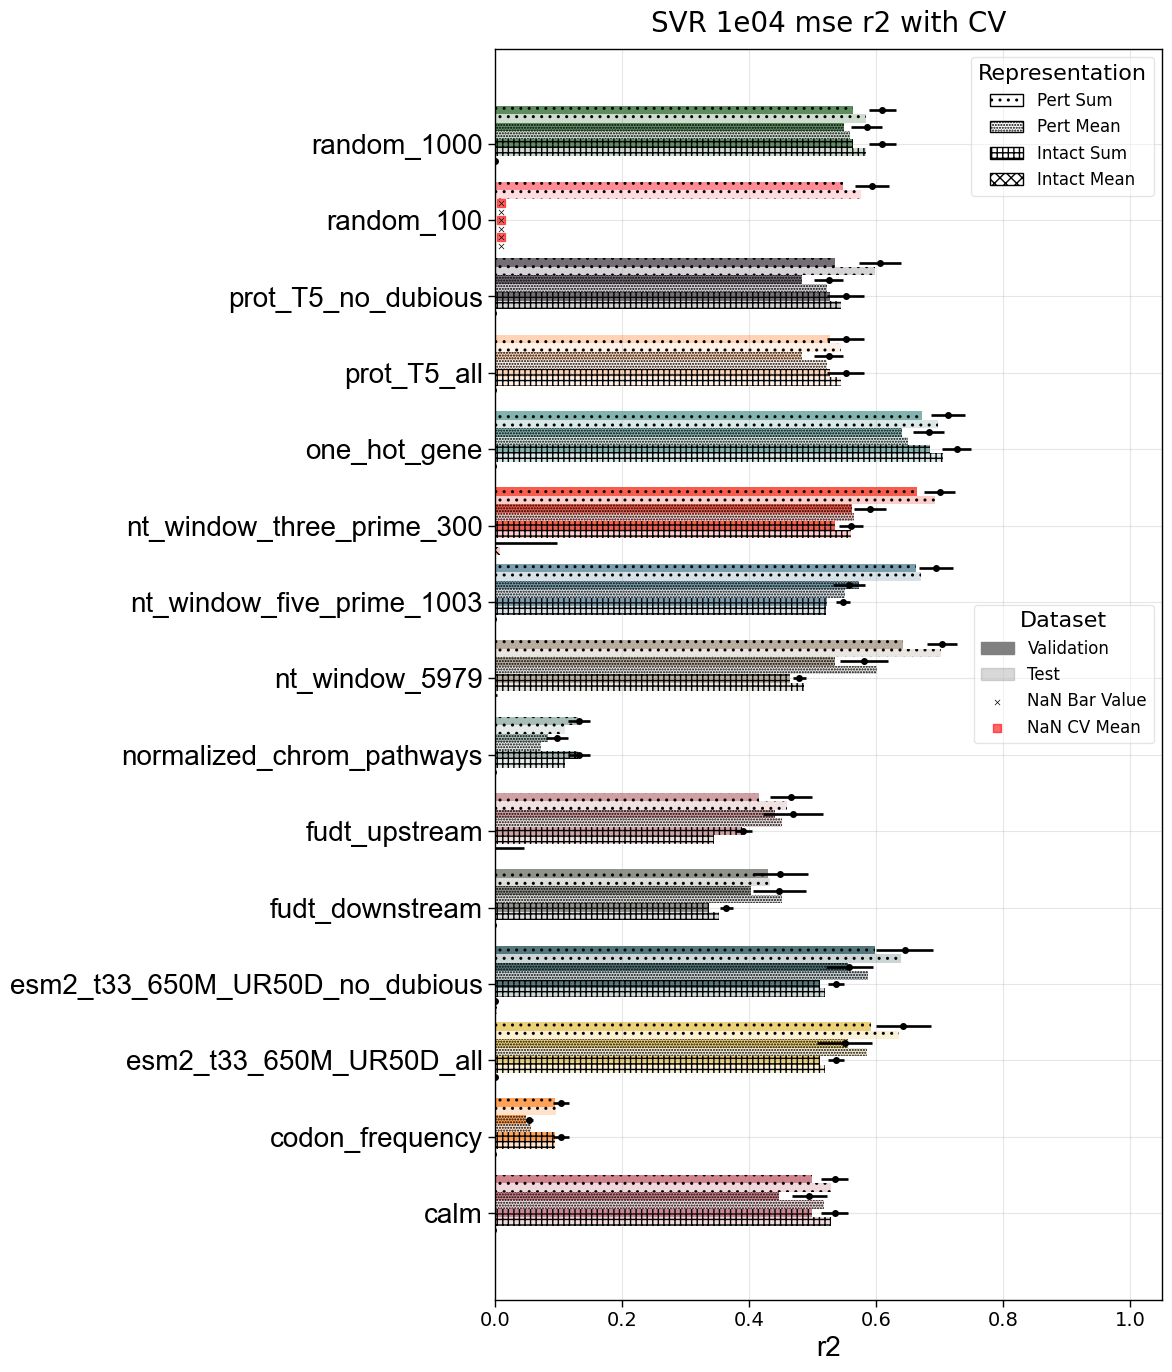 SVR 1e04 mse r2 with CV
Representation
Pert Sum
Pert Mean
Intact Sum
Intact Mean
random_1000
random_100
prot_T5_no_dubious
prot_T5_all
one_hot_gene
nt_window_three_prime_300
nt_window_five_prime_1003
nt_window_5979
normalized_chrom_pathways
fudt_upstream
fudt_downstream
esm2_t33_650M_UR50D_no_dubious
esm2_t33_650M_UR50D_all
codon_frequency
calm
Dataset
Validation
Test
NaN Bar Value
NaN CV Mean
0.0 0.2 0.4 0.6 0.8 1.0
r2